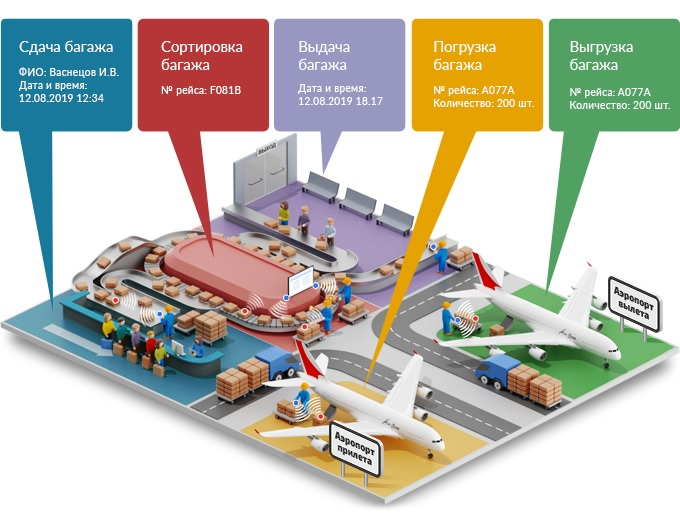 Сдача багажа
ФИО: Васнецов И.В.
Дата и время:
12.08.2019 12:34
Сортировка
багажа
№ рейса: F081B
Выдача
багажа
Дата и время:
12.08.2019 18.17
Погрузка
багажа
№ рейса: A077A
Количество: 200 шт.
Выгрузка
багажа
№ рейса: A077A
Количество: 200 шт.
ВЫХОД
Аэропорт
вылета
Аэропорт
прилета